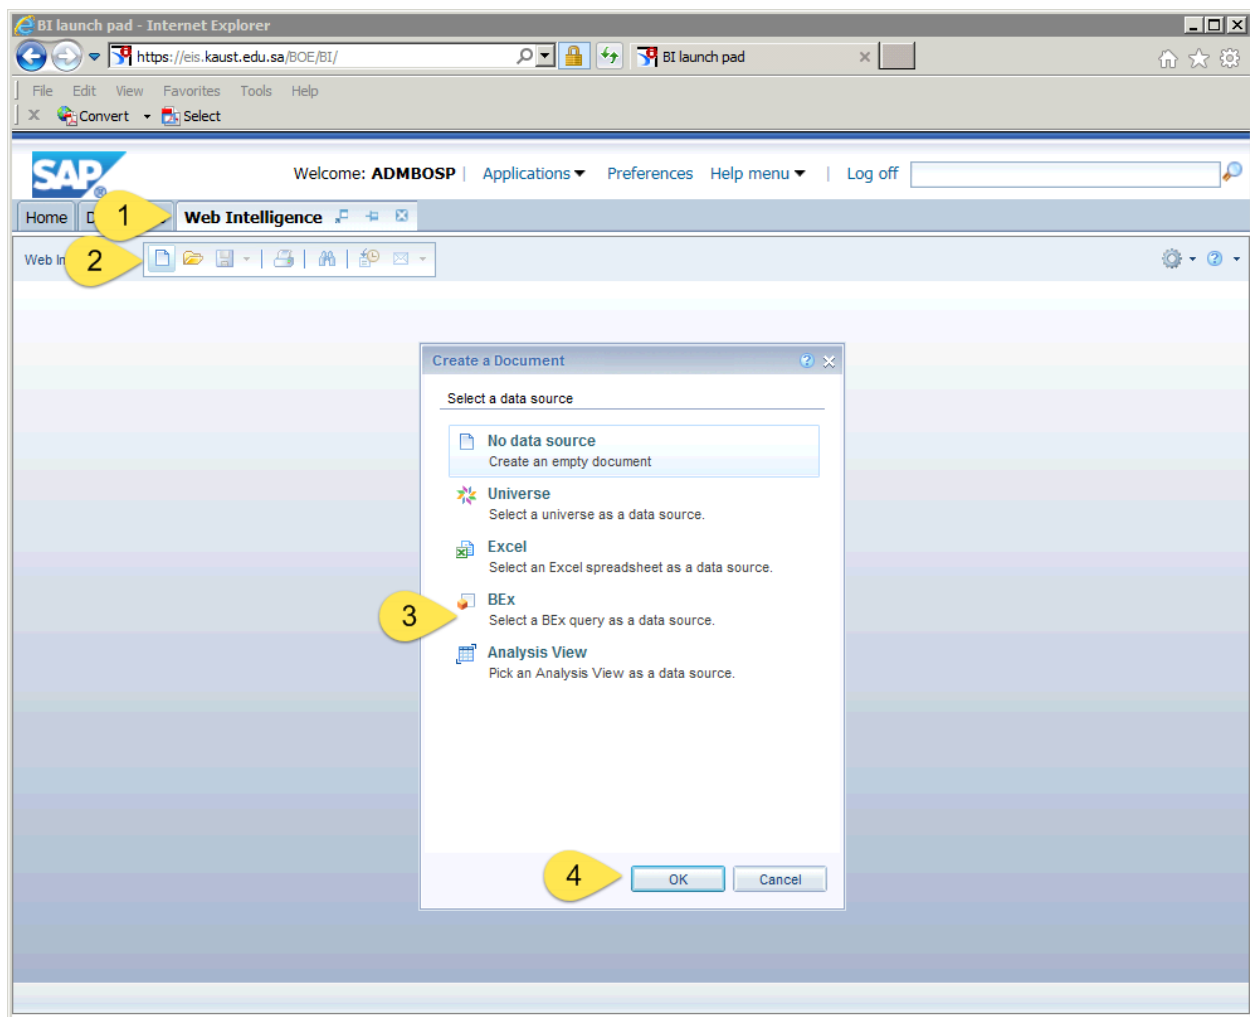 BI launch pad - Internet Explorer
https://eis.kaust.edu.sa/BOE/BI/
BI launch pad
File Edit View Favorites Tools Help
X Convert Select
SAP®
Welcome: ADMBOSP | Applications Preferences Help menu | Log off
Home 1 Web Intelligence
Web In 2
Create a Document
Select a data source
No data source
Create an empty document
Universe
Select a universe as a data source.
Excel
Select an Excel spreadsheet as a data source.
BEx
3 Select a BEx query as a data source.
Analysis View
Pick an Analysis View as a data source.
4 OK Cancel